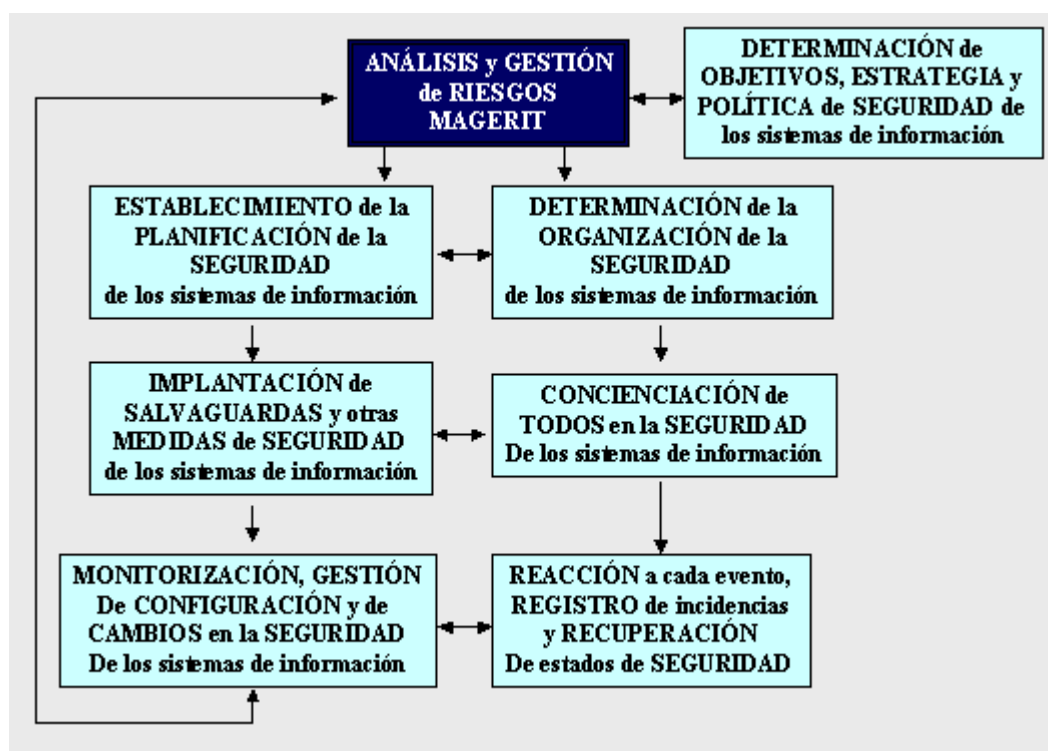 ANÁLISIS y GESTIÓN
de RIESGOS
MAGERIT
DETERMINACIÓN de
OBJETIVOS, ESTRATEGIA y
POLÍTICA de SEGURIDAD de
los sistemas de información
ESTABLECIMIENTO de la
PLANIFICACIÓN de la
SEGURIDAD
de los sistemas de información
DETERMINACIÓN de la
ORGANIZACIÓN de la
SEGURIDAD
de los sistemas de información
IMPLANTACIÓN de
SALVAGUARDAS y otras
MEDIDAS de SEGURIDAD
de los sistemas de información
CONCIENCIACIÓN de
TODOS en la SEGURIDAD
De los sistemas de información
MONITORIZACIÓN, GESTIÓN
De CONFIGURACIÓN y de
CAMBIOS en la SEGURIDAD
De los sistemas de información
REACCIÓN a cada evento,
REGISTRO de incidencias
y RECUPERACIÓN
De estados de SEGURIDAD